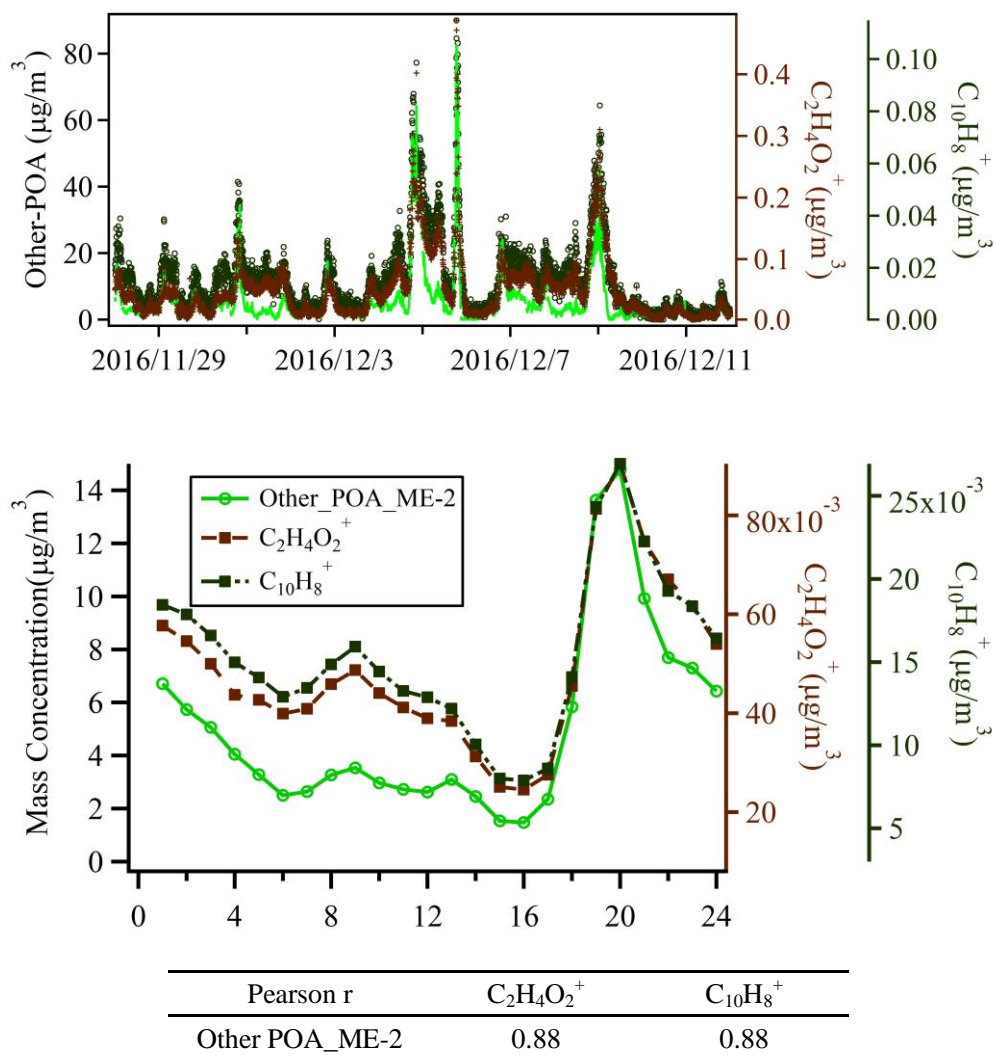 Other-POA (µg/m³)
80
60
40
20
0
0.4
0.3
0.2
0.1
0.0
C₂H₄O₂⁺(µg/m³)
0.10
0.08
0.06
0.04
0.02
0.00
C₁₀H₈⁺(µg/m³)
2016/11/29 2016/12/3 2016/12/7 2016/12/11
Mass Concentration(µg/m³)
14
12
10
8
6
4
2
0
Other_POA_ME-2
C₂H₄O₂⁺
C₁₀H₈⁺
80x10⁻³
60
40
20
C₂H₄O₂⁺(µg/m³)
25x10⁻³
20
15
10
5
C₁₀H₈⁺(µg/m³)
0 4 8 12 16 20 24
Pearson r C₂H₄O₂⁺ C₁₀H₈⁺
Other POA_ME-2 0.88 0.88